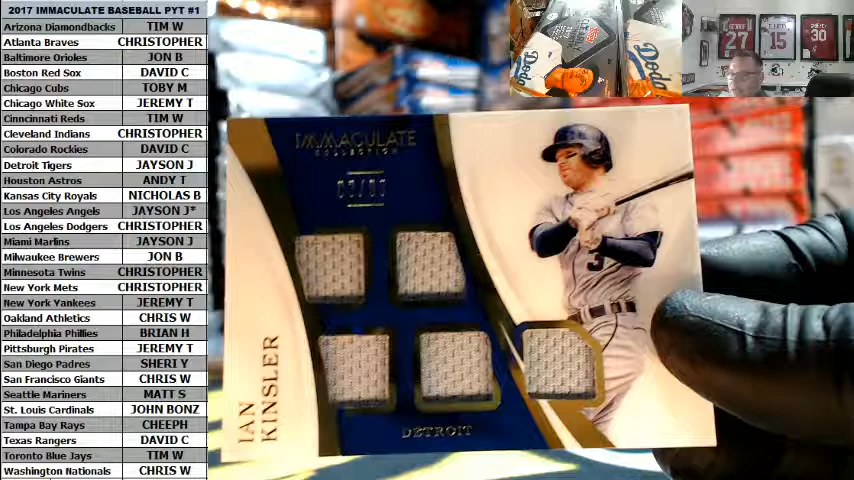 2017 IMMACULATE BASEBALL PYT #1
Arizona Diamondbacks TIM W
Atlanta Braves CHRISTOPHER
Baltimore Orioles JON B
Boston Red Sox DAVID C
Chicago Cubs TOBY M
Chicago White Sox JEREMY T
Cinncinnati Reds TIM W
Cleveland Indians CHRISTOPHER
Colorado Rockies DAVID C
Detroit Tigers JAYSON J
Houston Astros ANDY T
Kansas City Royals NICHOLAS B
Los Angeles Angels JAYSON J*
Los Angeles Dodgers CHRISTOPHER
Miami Marlins JAYSON J
Milwaukee Brewers JON B
Minnesota Twins CHRISTOPHER
New York Mets CHRISTOPHER
New York Yankees JEREMY T
Oakland Athletics CHRIS W
Philadelphia Phillies BRIAN H
Pittsburgh Pirates JEREMY T
San Diego Padres SHERI Y
San Francisco Giants CHRIS W
Seattle Mariners MATT S
St. Louis Cardinals JOHN BONZ
Tampa Bay Rays CHEEPH
Texas Rangers DAVID C
Toronto Blue Jays TIM W
Washington Nationals CHRIS W
IMMACULATE
COLLECTION
3
IAN
KINSLER
DETROIT
27
15
30